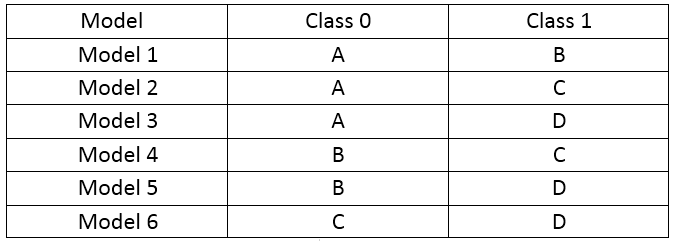 Model Class 0 Class 1
Model 1 A B
Model 2 A C
Model 3 A D
Model 4 B C
Model 5 B D
Model 6 C D